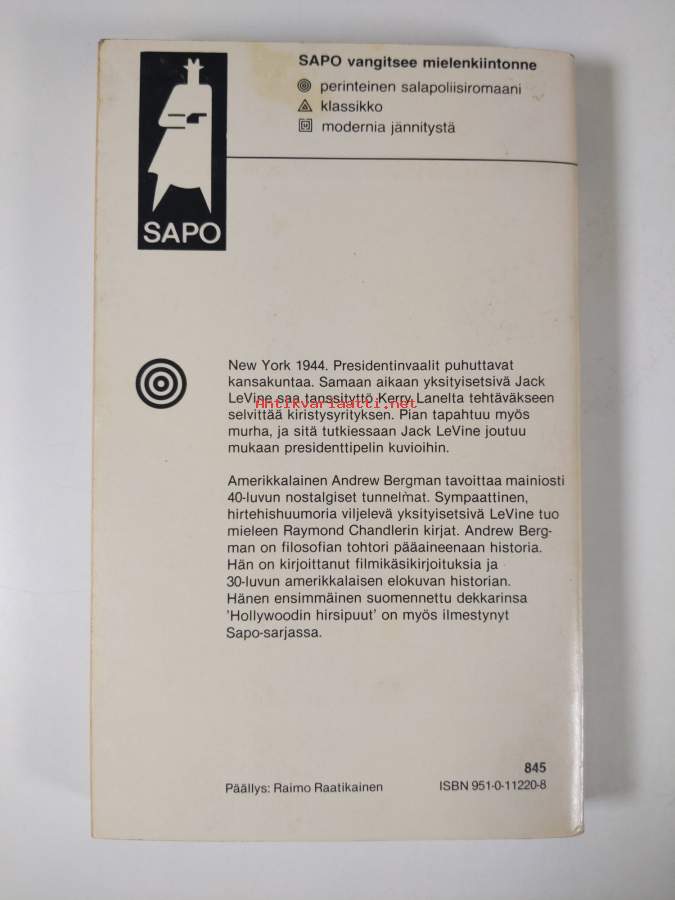 SAPO vangitsee mielenkiintonne
perinteinen salapoliisiromaani
klassikko
modernia jännitystä
SAPO
New York 1944. Presidentinvaalit puhuttavat
kansakuntaa. Samaan aikaan yksityisetsivä Jack
LeVine saa tanssityttö Kerry Lanelta tehtäväkseen
Antikvariaatti.net
selvittää kiristysyrityksen. Pian tapahtuu myös
murha, ja sitä tutkiessaan Jack LeVine joutuu
mukaan presidenttipelin kuvioihin.
Amerikkalainen Andrew Bergman tavoittaa mainiosti
40-luvun nostalgiset tunnelmat. Sympaattinen,
hirtehishuumoria viljelevä yksityisetsivä LeVine tuo
mieleen Raymond Chandlerin kirjat. Andrew Berg-
man on filosofian tohtori pääaineenaan historia.
Hän on kirjoittanut filmikäsikirjoituksia ja
30-luvun amerikkalaisen elokuvan historian.
Hänen ensimmäinen suomennettu dekkarinsa
'Hollywoodin hirsipuut' on myös ilmestynyt
Sapo-sarjassa.
845
Päällys: Raimo Raatikainen ISBN 951-0-11220-8